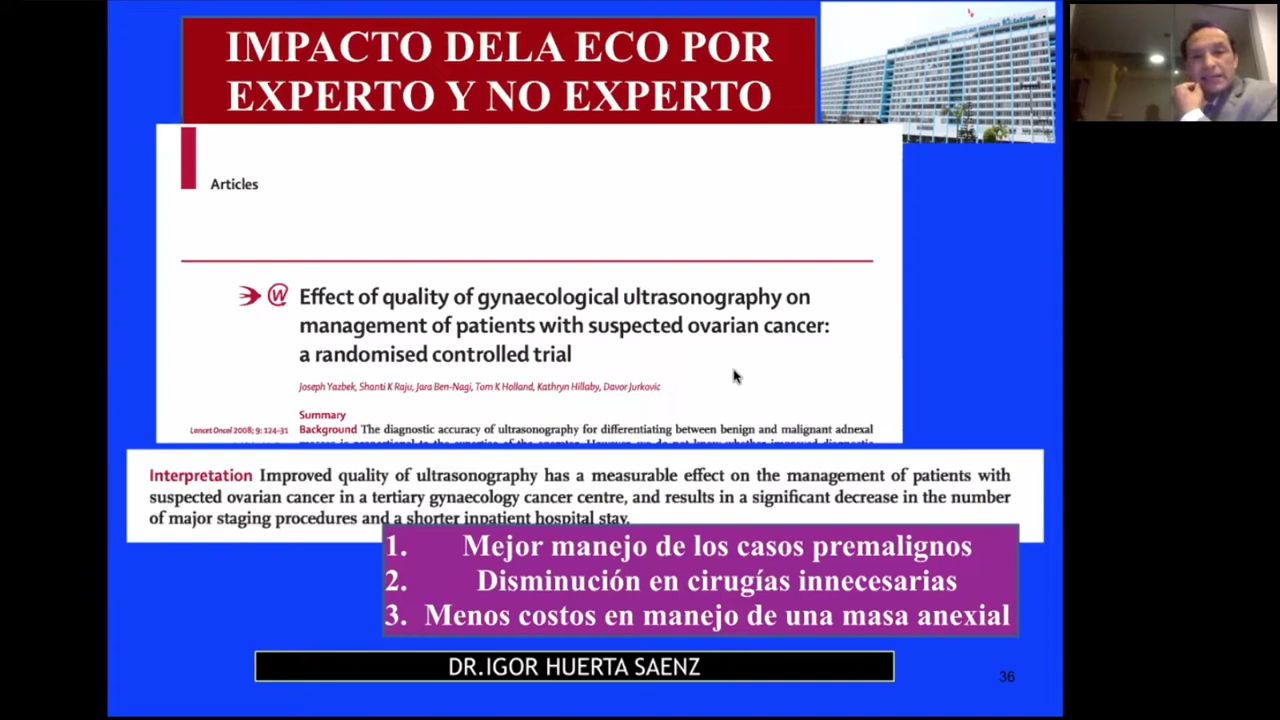 IMPACTO DELA ECO POR
EXPERTO Y NO EXPERTO
Articles
Effect of quality of gynaecological ultrasonography on
management of patients with suspected ovarian cancer:
a randomised controlled trial
Joseph Yazbek, Shanti K Raju, Jara Ben-Nagi, Tom K Holland, Kathryn Hillaby, Davor Jurkovic
Summary
Lancet Oncol 2008; 9: 124–31
Background The diagnostic accuracy of ultrasonography for differentiating between benign and malignant adnexal
Interpretation Improved quality of ultrasonography has a measurable effect on the management of patients with
suspected ovarian cancer in a tertiary gynaecology cancer centre, and results in a significant decrease in the number
of major staging procedures and a shorter inpatient hospital stay.
1. Mejor manejo de los casos premalignos
2. Disminución en cirugías innecesarias
3. Menos costos en manejo de una masa anexial
DR.IGOR HUERTA SAENZ
36